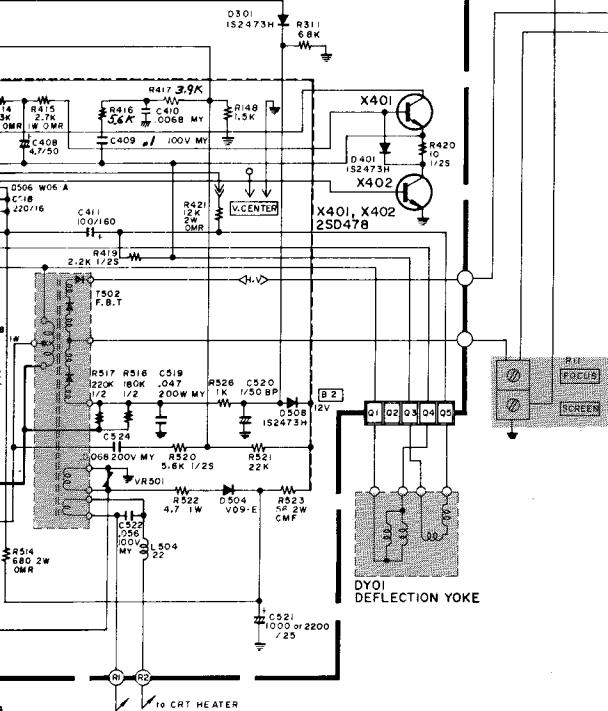 D301
1S2473H
R311
68K
R417 3.9K
X401
14
3K
OMR
R415
2.7K
1W OMR
R416
5.6K
C410
.0068 MY
R148
1.5K
C408
4.7/50
C409 .1 100V MY
R420
10
1/2S
D401
1S2473H
X402
D506 W06A
220/16
R421
12K
2W
OMR
V.CENTER
X401, X402
2SD478
C411
100/160
R419
2.2K 1/2S
H.V
T502
F.B.T
1W
R11
FOCUS
SCREEN
R517
220K
1/2
R516
180K
1/2
C519
.047
200W MY
R526
1K
C520
1/50 BP
D508
1S2473H
B2
12V
Q1 Q2 Q3 Q4 Q5
C524
068 200V MY
R520
5.6K 1/2S
R521
22K
VR501
R522
4.7 1W
D504
V09-E
R523
56 2W
CMF
C522
.056
100V
MY
L504
22
R514
680 2W
OMR
DY01
DEFLECTION YOKE
C521
1000 or 2200
/25
R1 R2
to CRT HEATER